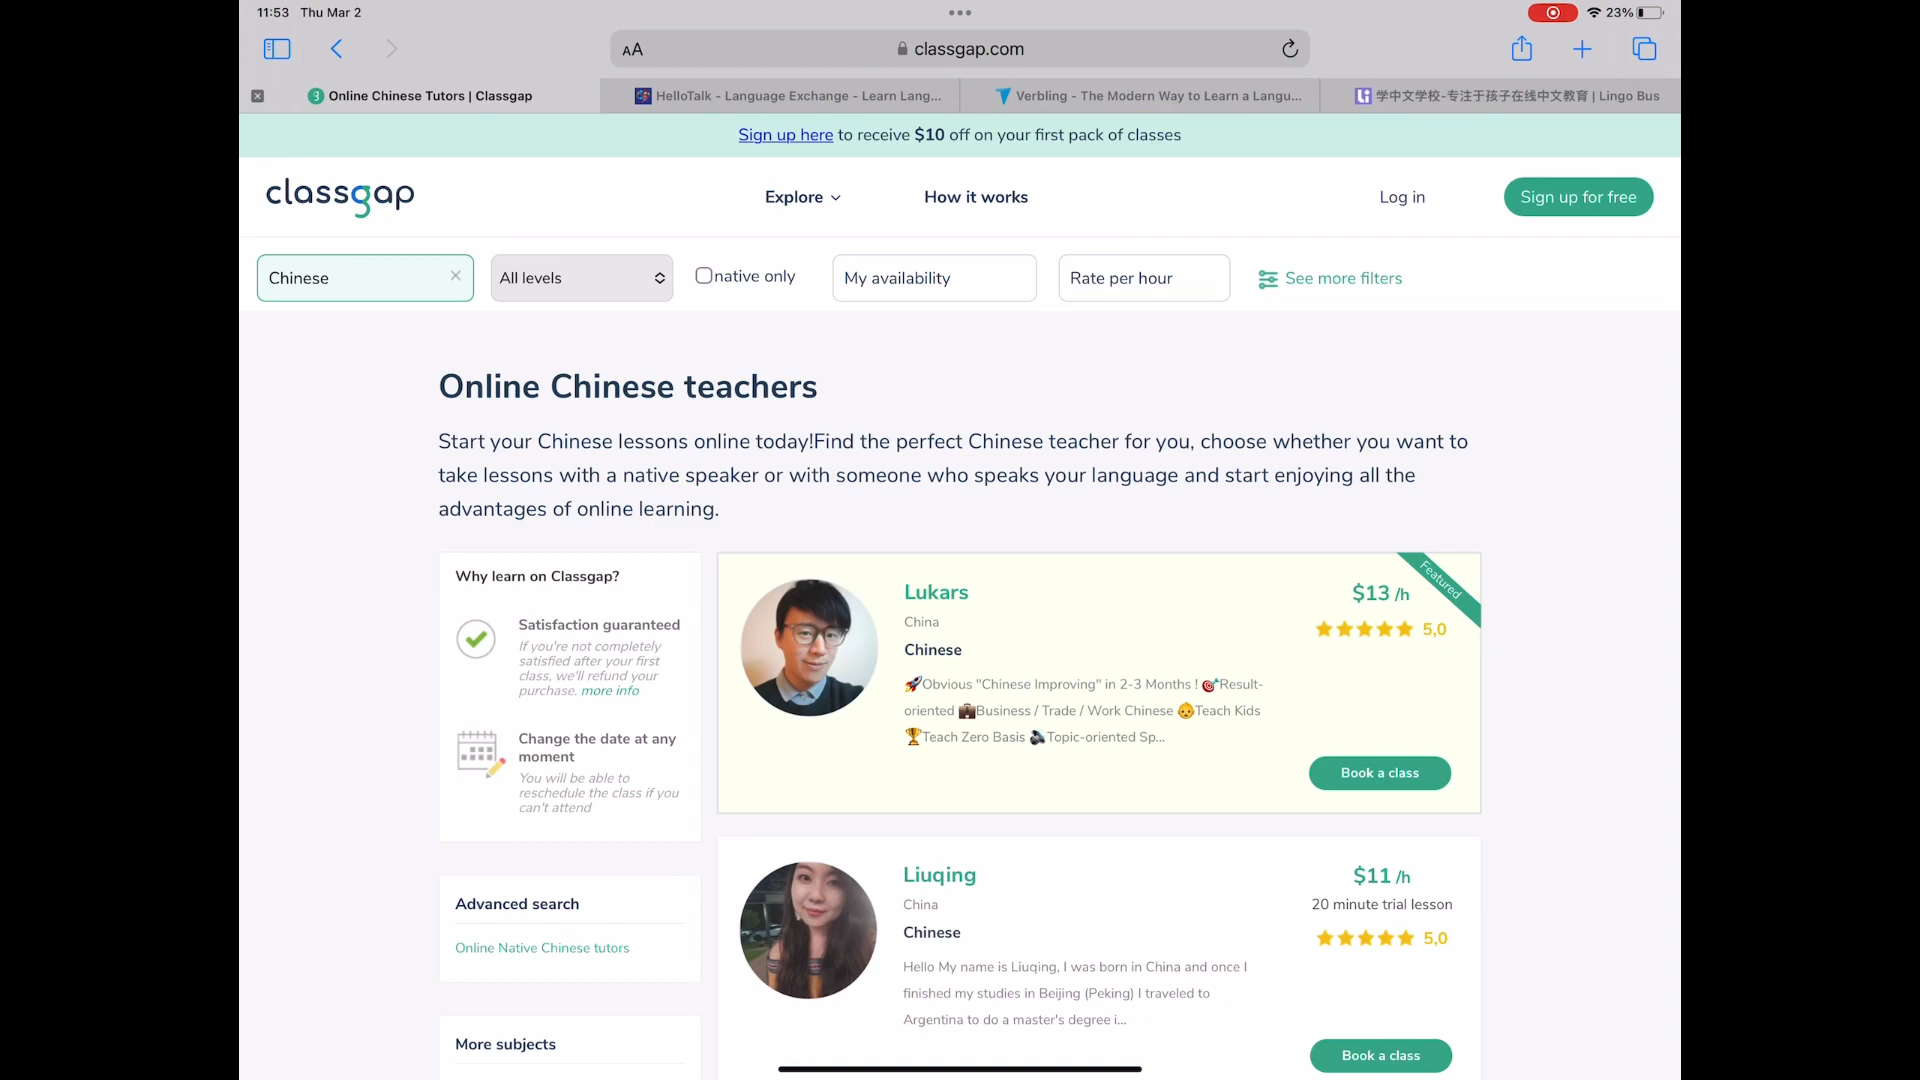 11:53 Thu Mar 2
23%
AA
classgap.com
Online Chinese Tutors | Classgap
HelloTalk - Language Exchange - Learn Lang...
Verbling - The Modern Way to Learn a Langu...
学中文学校-专注于孩子在线中文教育 | Lingo Bus
Sign up here to receive $10 off on your first pack of classes
classgap
Explore
How it works
Log in
Sign up for free
Chinese
All levels
native only
My availability
Rate per hour
See more filters
Online Chinese teachers
Start your Chinese lessons online today!Find the perfect Chinese teacher for you, choose whether you want to
take lessons with a native speaker or with someone who speaks your language and start enjoying all the
advantages of online learning.
Why learn on Classgap?
Satisfaction guaranteed
If you're not completely
satisfied after your first
class, we'll refund your
purchase. more info
Change the date at any
moment
You will be able to
reschedule the class if you
can't attend
Advanced search
Online Native Chinese tutors
More subjects
Featured
Lukars
$13 /h
China
5,0
Chinese
🚀Obvious "Chinese Improving" in 2-3 Months ! 🎯Result-
oriented 💼Business / Trade / Work Chinese 👶Teach Kids
🏆Teach Zero Basis 🔊Topic-oriented Sp...
Book a class
Liuqing
$11 /h
China
20 minute trial lesson
Chinese
5,0
Hello My name is Liuqing, I was born in China and once I
finished my studies in Beijing (Peking) I traveled to
Argentina to do a master's degree i...
Book a class